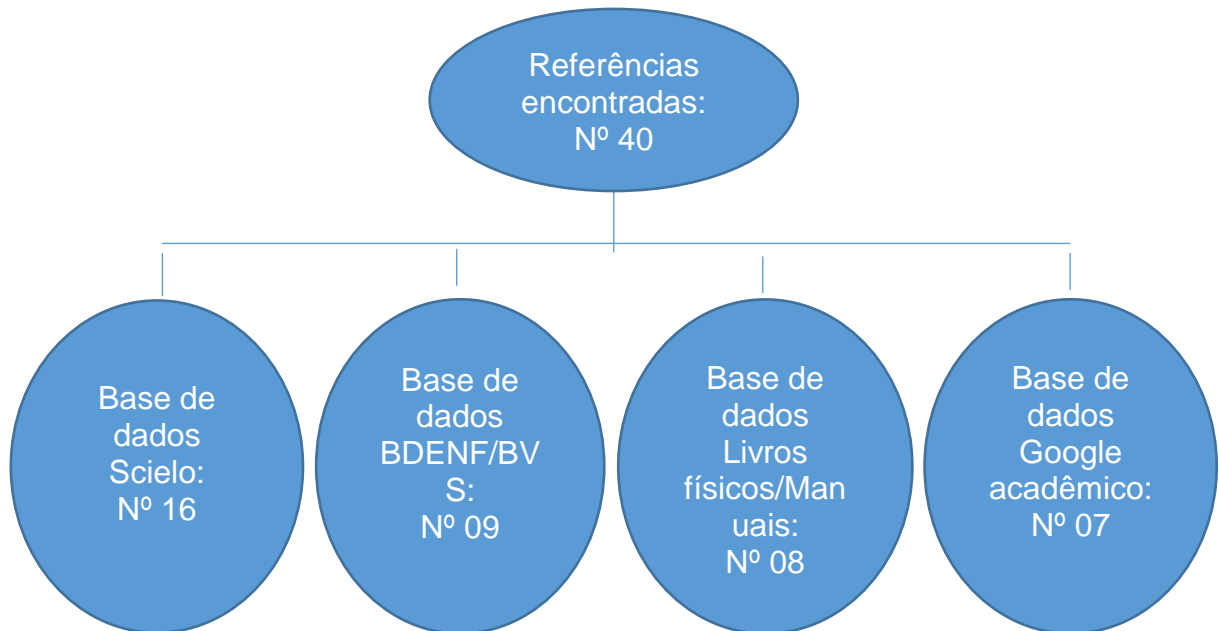 Referências
encontradas:
Nº 40
Base de
dados
Scielo:
Nº 16
Base de
dados
BDENF/BV
S:
Nº 09
Base de
dados
Livros
físicos/Man
uais:
Nº 08
Base de
dados
Google
acadêmico:
Nº 07